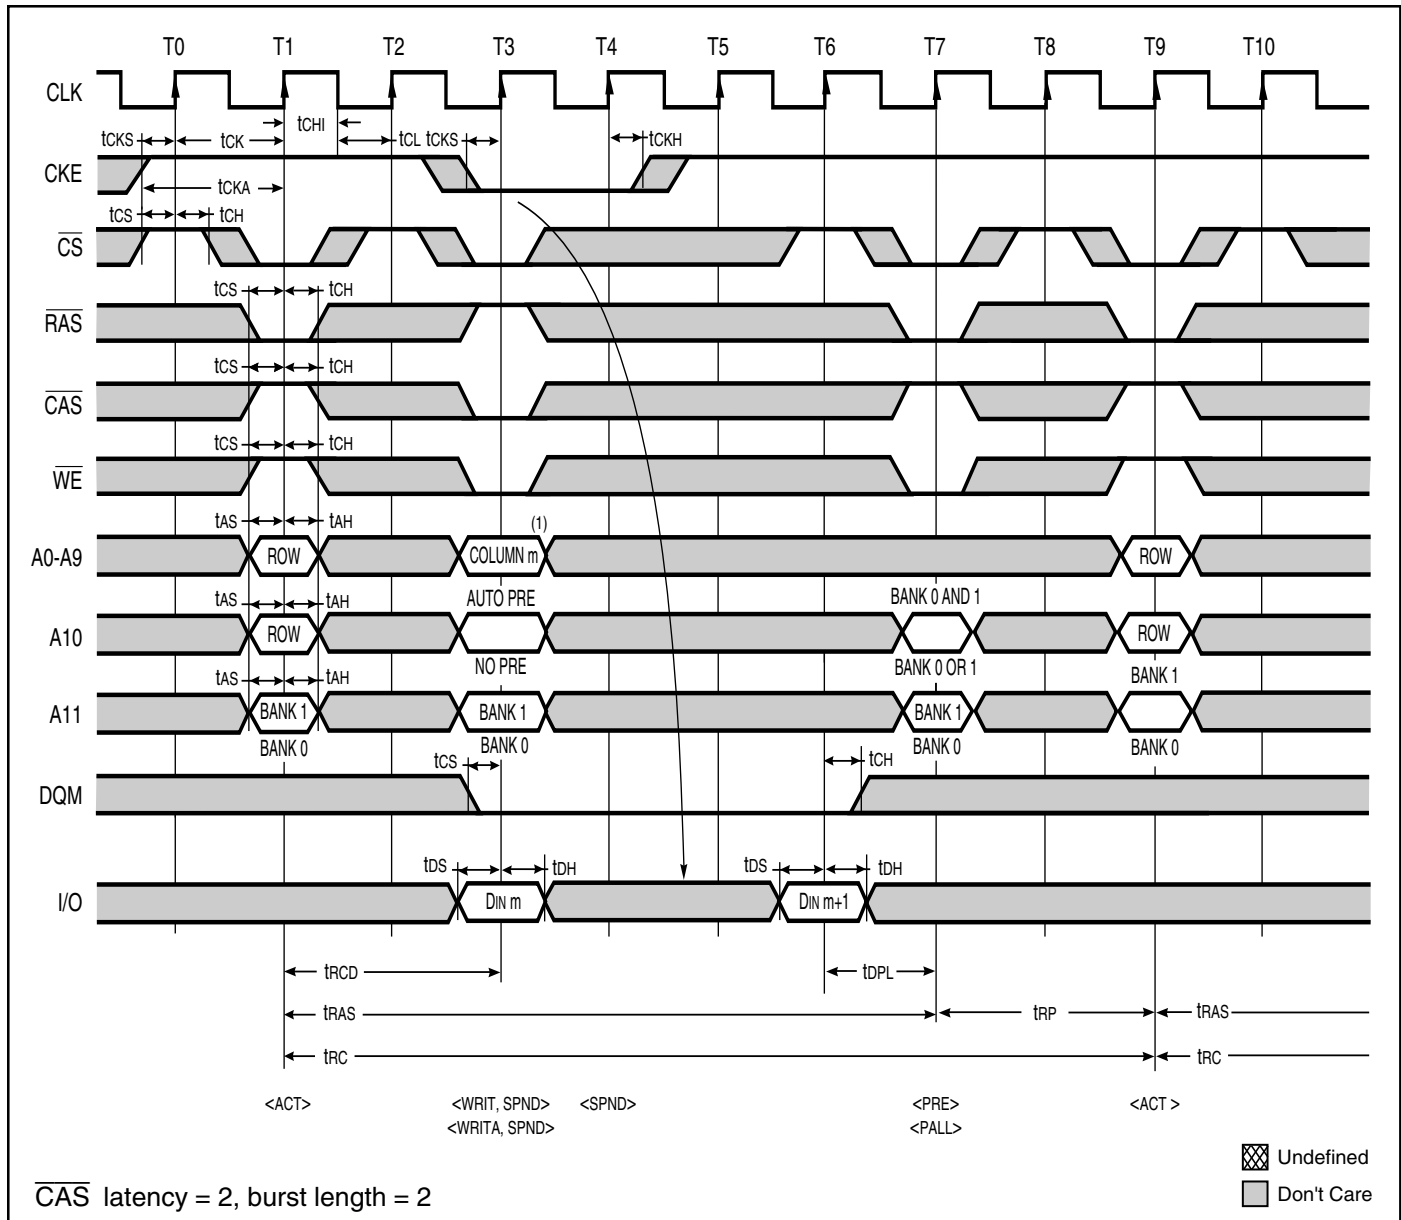 T0 T1 T2 T3 T4 T5 T6 T7 T8 T9 T10
CLK
tCHI
tCKS tCK tCL tCKS tCKH
CKE
tCKA
tCS tCH
CS
tCS tCH
RAS
tCS tCH
CAS
tCS tCH
WE
tAS tAH (1)
A0-A9 ROW COLUMN m ROW
tAS tAH AUTO PRE BANK 0 AND 1
A10 ROW ROW
NO PRE BANK 0 OR 1 BANK 1
tAS tAH
A11 BANK 1 BANK 1 BANK 1
BANK 0 BANK 0 BANK 0 BANK 0
tCS tCH
DQM
tDS tDH tDS tDH
I/O DIN m DIN m+1
tRCD tDPL
tRAS tRP tRAS
tRC tRC
<ACT> <WRIT, SPND> <SPND> <PRE> <ACT >
<WRITA, SPND> <PALL>
Undefined
Don't Care
CAS latency = 2, burst length = 2